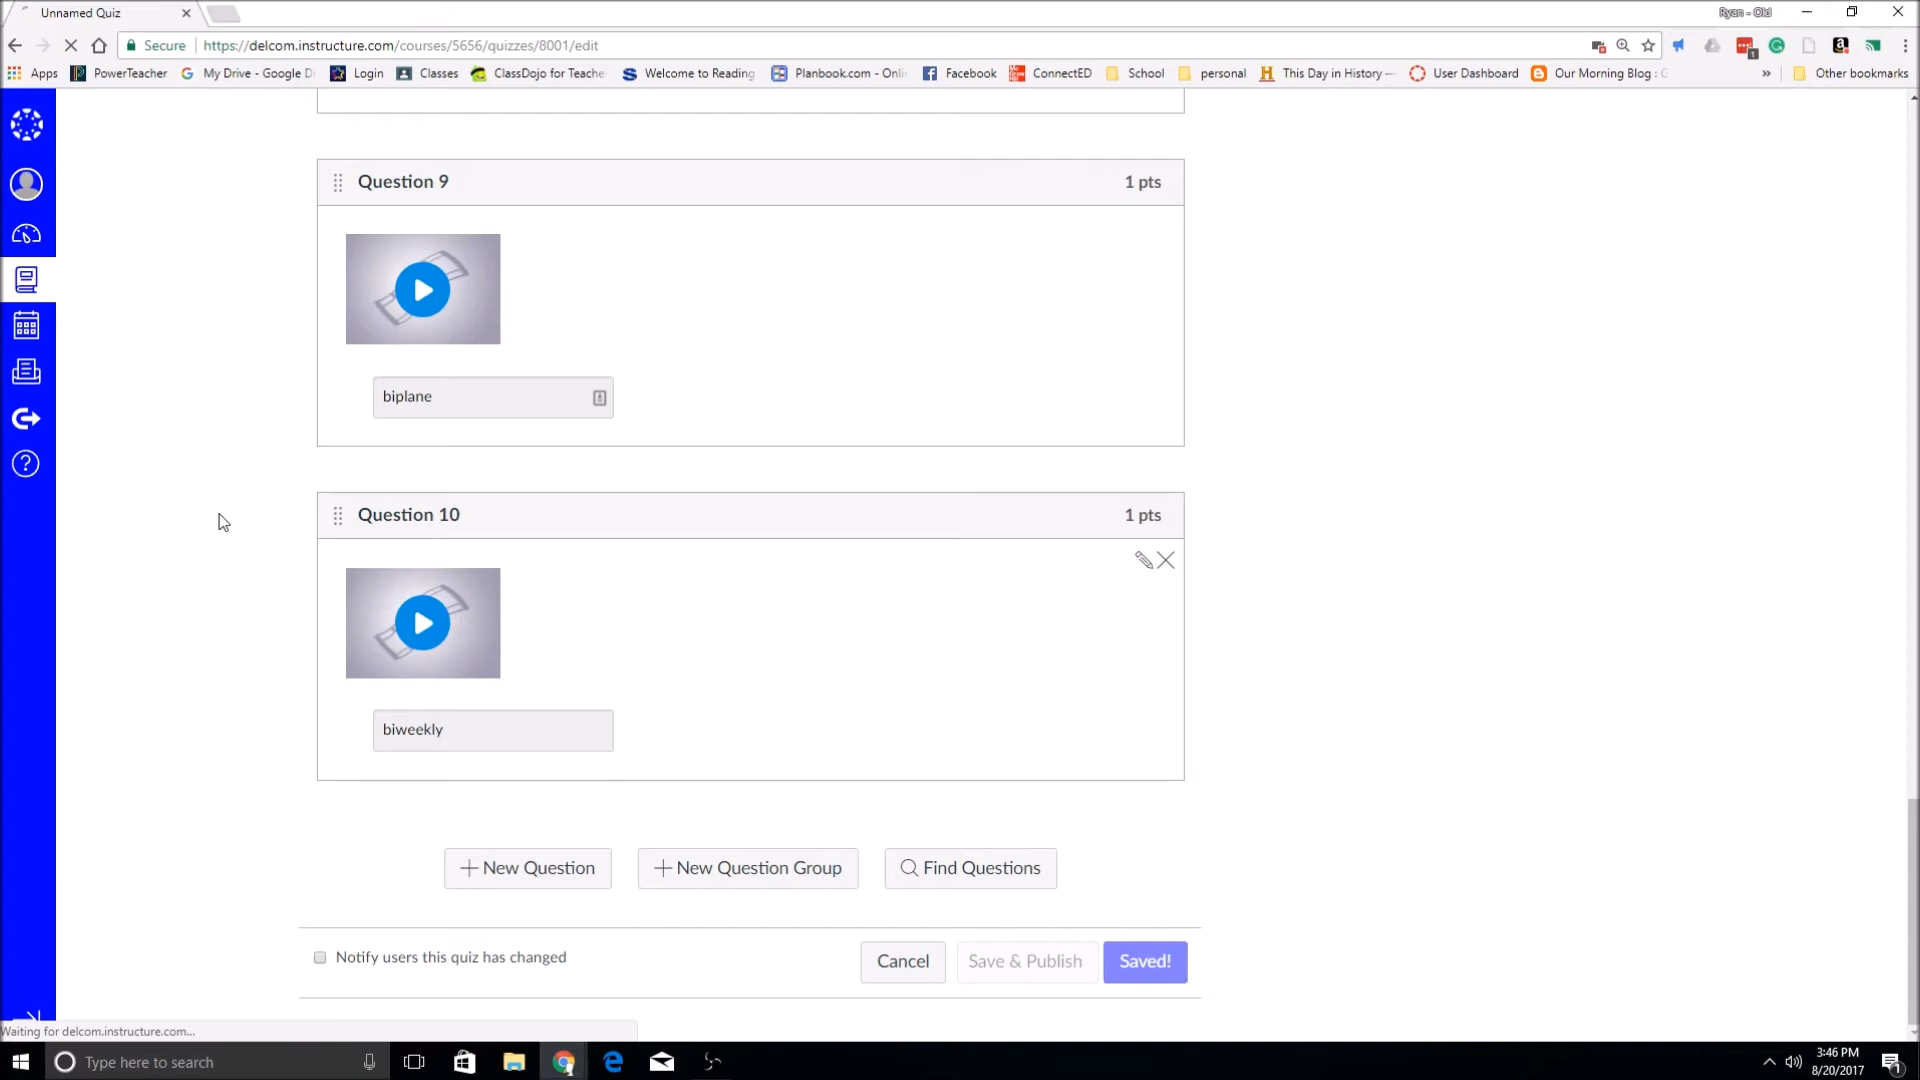 Unnamed Quiz
Ryan - Old
Secure https://delcom.instructure.com/courses/5656/quizzes/8001/edit
Apps PowerTeacher My Drive - Google D Login Classes ClassDojo for Teache Welcome to Reading Planbook.com - Onli Facebook ConnectED School personal This Day in History — User Dashboard Our Morning Blog : G » Other bookmarks
Question 9 1 pts
biplane
Question 10 1 pts
biweekly
New Question New Question Group Find Questions
Notify users this quiz has changed Cancel Save & Publish Saved!
Waiting for delcom.instructure.com...
Type here to search
3:46 PM
8/20/2017